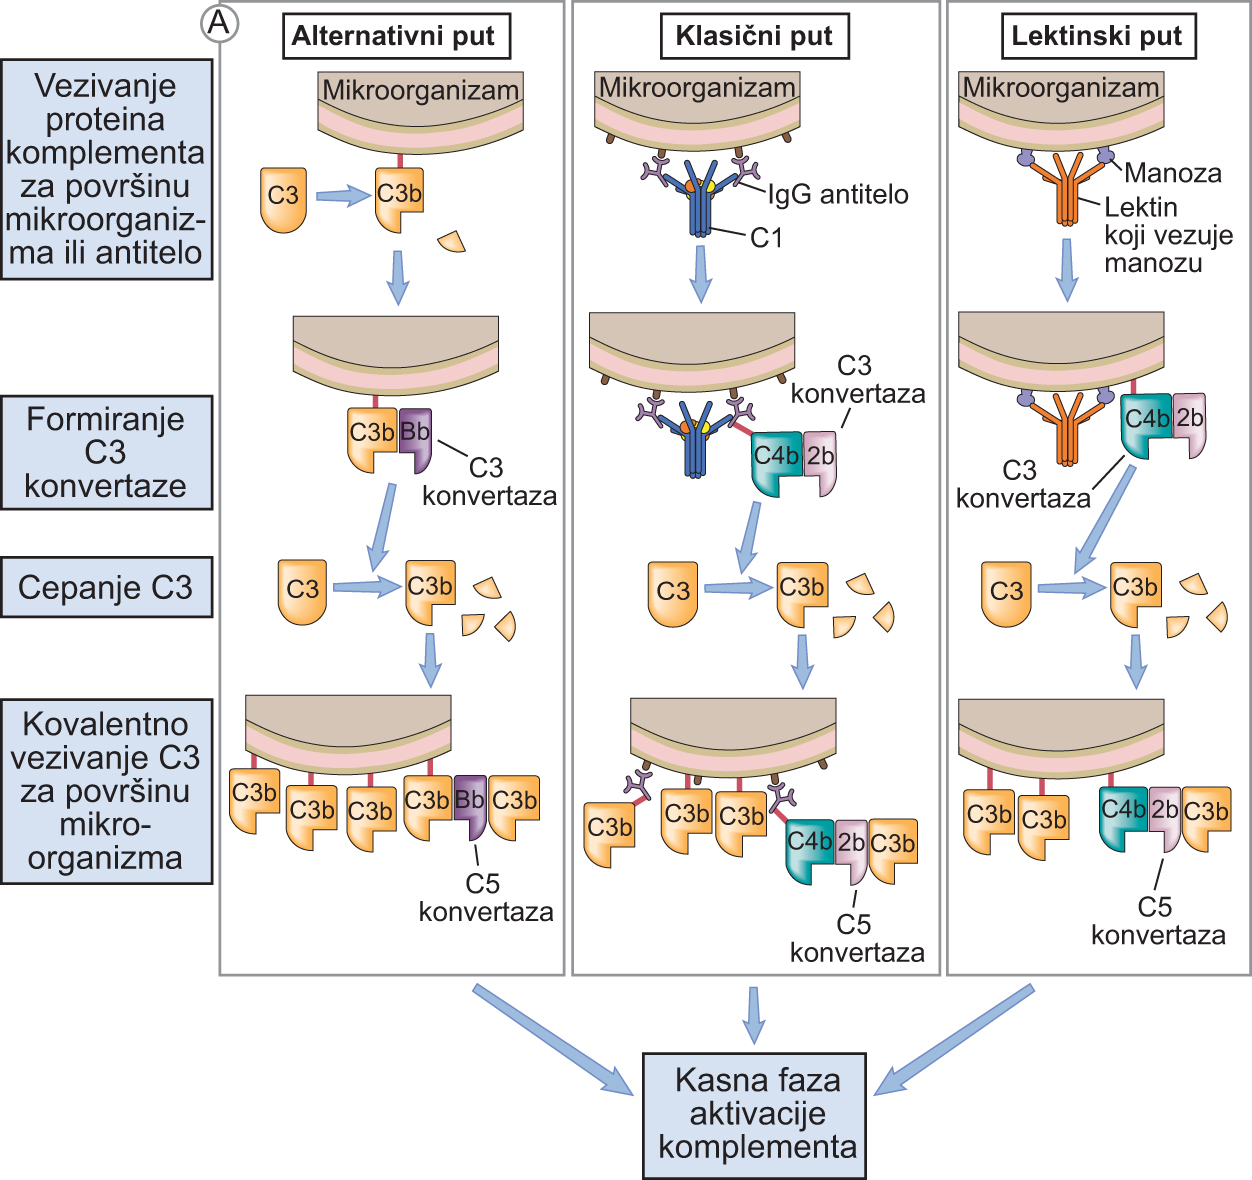 A
Alternativni put
Klasični put
Lektinski put
Vezivanje
proteina
komplementa
za površinu
mikroorganiz-
ma ili antitelo
Mikroorganizam
C3
C3b
Mikroorganizam
IgG antitelo
C1
Mikroorganizam
Manoza
Lektin
koji vezuje
manozu
Formiranje
C3
konvertaze
C3b
Bb
C3
konvertaza
C3
konvertaza
C4b
2b
C4b
2b
C3
konvertaza
Cepanje C3
C3
C3b
C3
C3b
C3
C3b
Kovalentno
vezivanje C3
za površinu
mikro-
organizma
C3b
C3b
C3b
C3b
Bb
C3b
C5
konvertaza
C3b
C3b
C3b
C4b
2b
C3b
C5
konvertaza
C3b
C3b
C4b
2b
C3b
C5
konvertaza
Kasna faza
aktivacije
komplementa